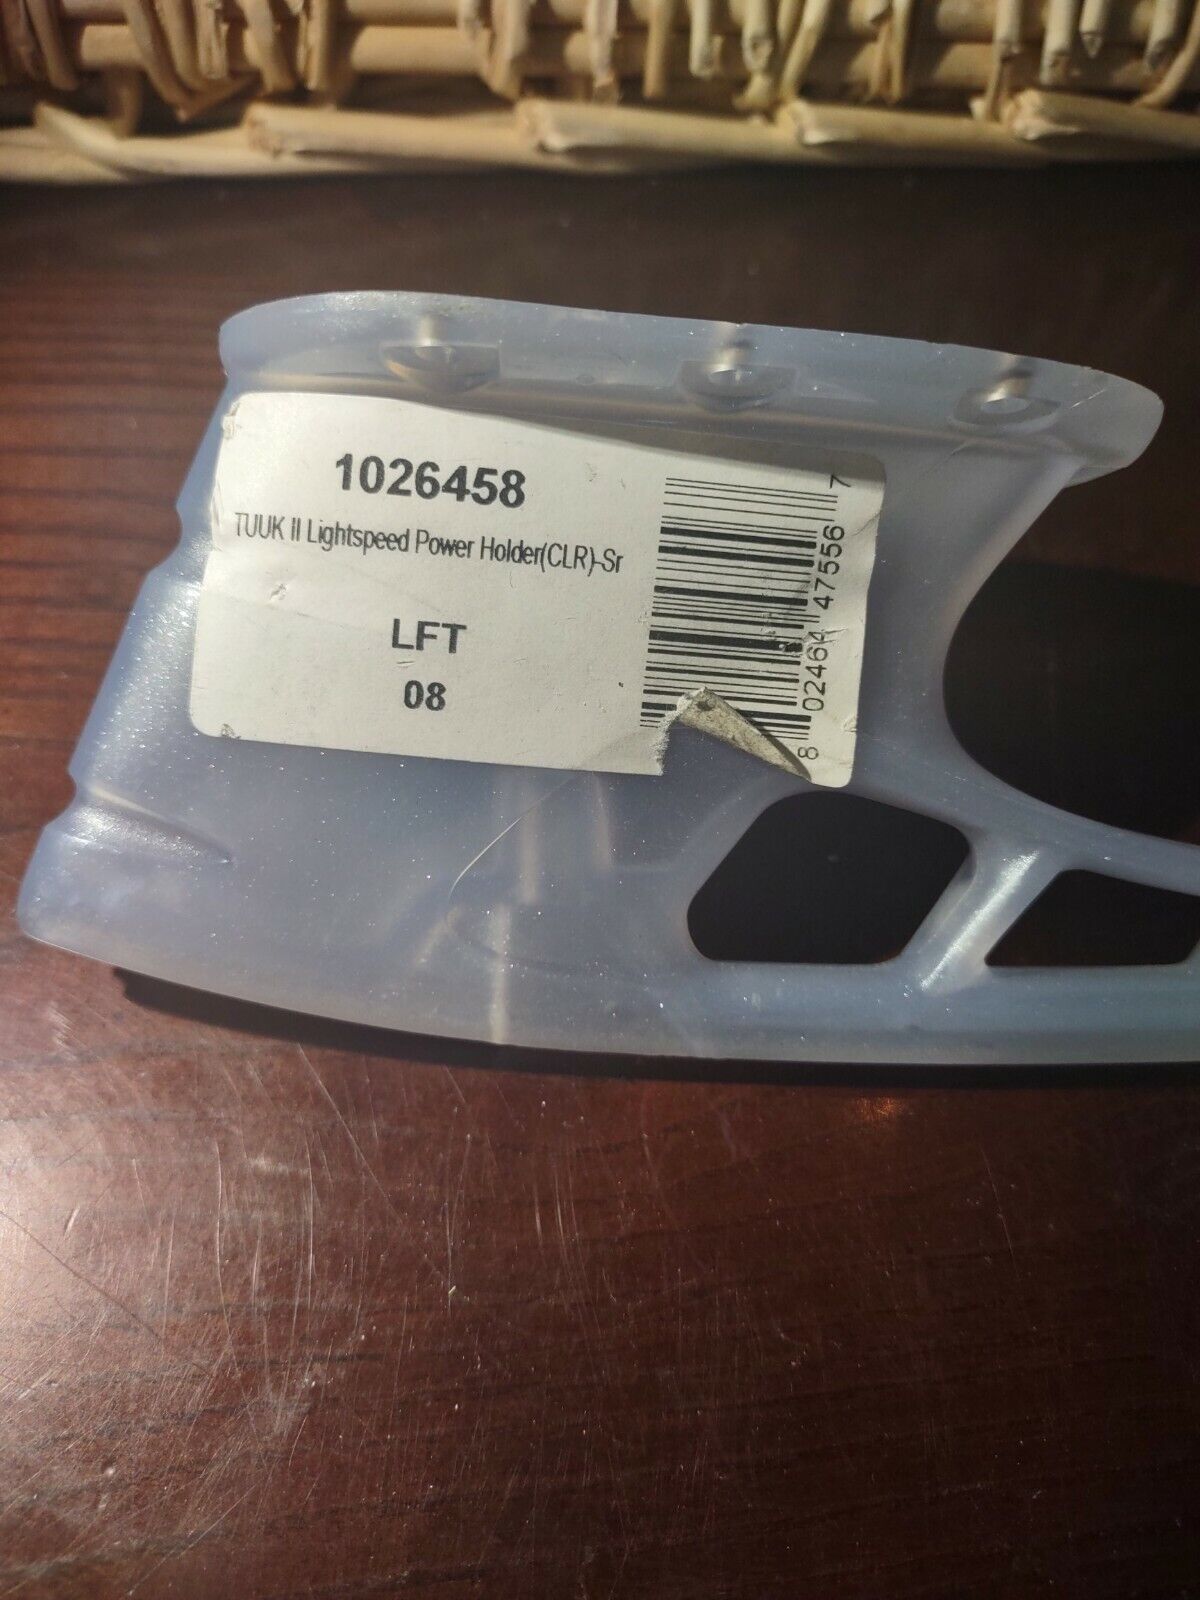 1026458
TUUK II Lightspeed Power Holder(CLR)-Sr
LFT
08
8 02464 47556 7